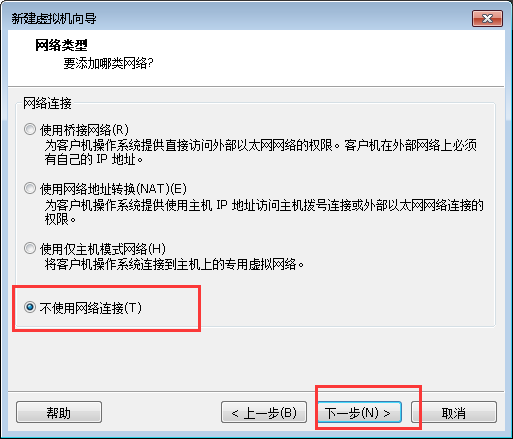 新建虚拟机向导
网络类型
要添加哪类网络?
网络连接
使用桥接网络(R)
为客户机操作系统提供直接访问外部以太网网络的权限。客户机在外部网络上必须
有自己的 IP 地址。
使用网络地址转换(NAT)(E)
为客户机操作系统提供使用主机 IP 地址访问主机拨号连接或外部以太网网络连接的
权限。
使用仅主机模式网络(H)
将客户机操作系统连接到主机上的专用虚拟网络。
不使用网络连接(T)
帮助
< 上一步(B)
下一步(N) >
取消